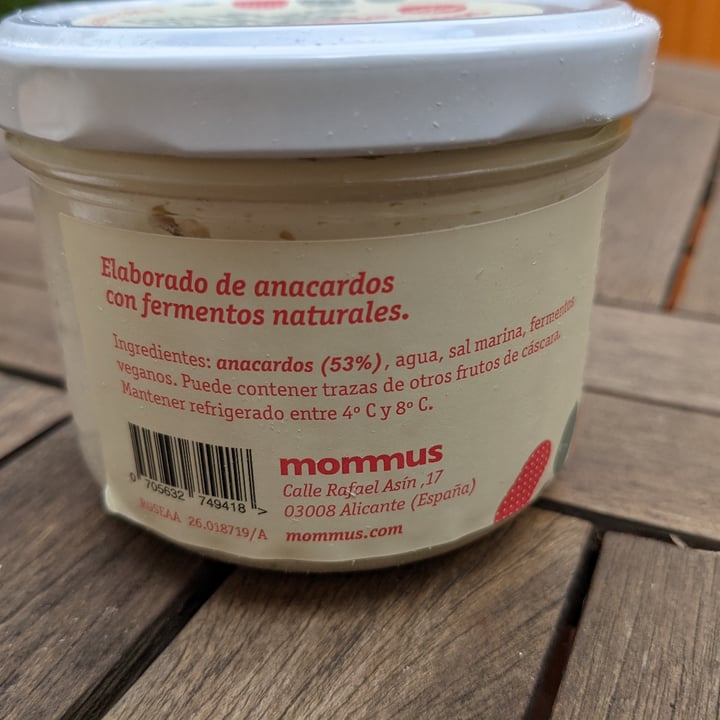 Elaborado de anacardos
con fermentos naturales.
Ingredientes: anacardos (53%), agua, sal marina, fermentos
veganos. Puede contener trazas de otros frutos de cáscara.
Mantener refrigerado entre 4º C y 8º C.
0 705632 749418 >
RGSEAA 26.018719/A
mommus
Calle Rafael Asín ,17
03008 Alicante (España)
mommus.com